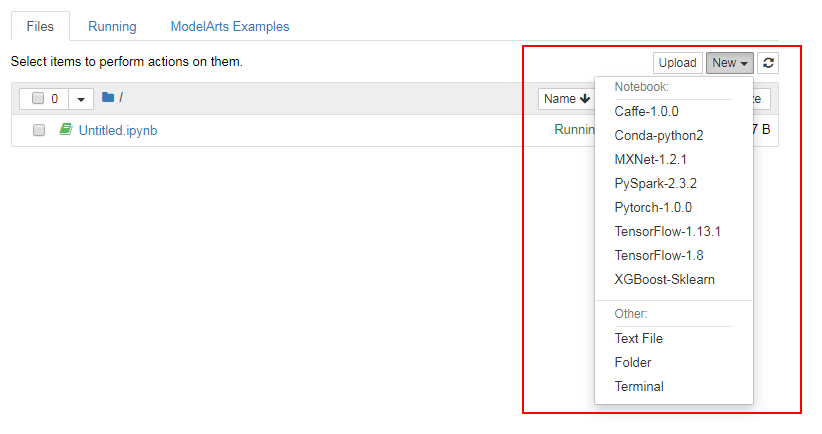 Files Running ModelArts Examples
Select items to perform actions on them.
Upload New
0 / Name ze
Untitled.ipynb Runnin 7 B
Notebook:
Caffe-1.0.0
Conda-python2
MXNet-1.2.1
PySpark-2.3.2
Pytorch-1.0.0
TensorFlow-1.13.1
TensorFlow-1.8
XGBoost-Sklearn
Other:
Text File
Folder
Terminal